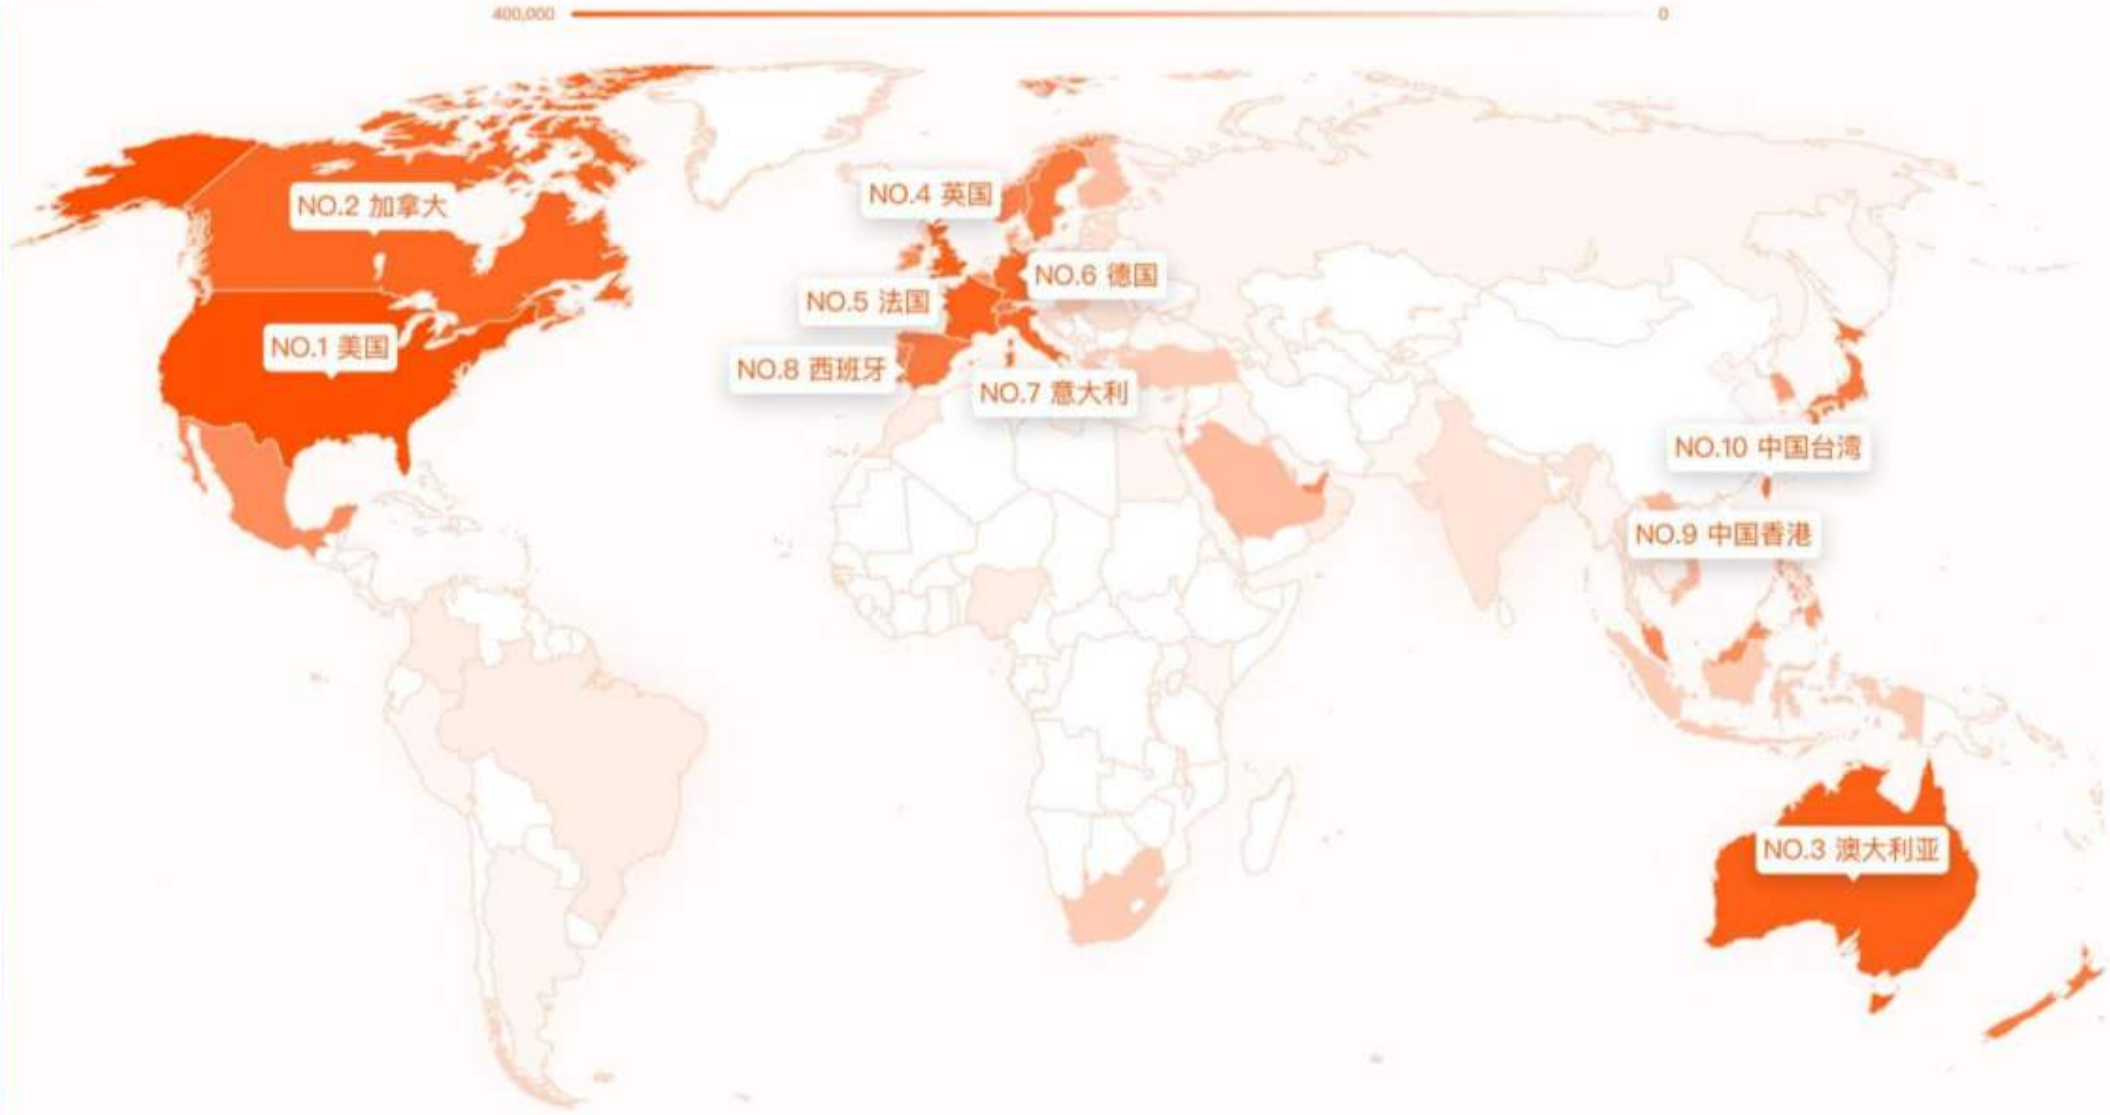 400,000
0
NO.4 英国
NO.2 加拿大
NO.6 德国
NO.5 法国
NO.1 美国
NO.8 西班牙
NO.7 意大利
NO.10 中国台湾
NO.9 中国香港
NO.3 澳大利亚